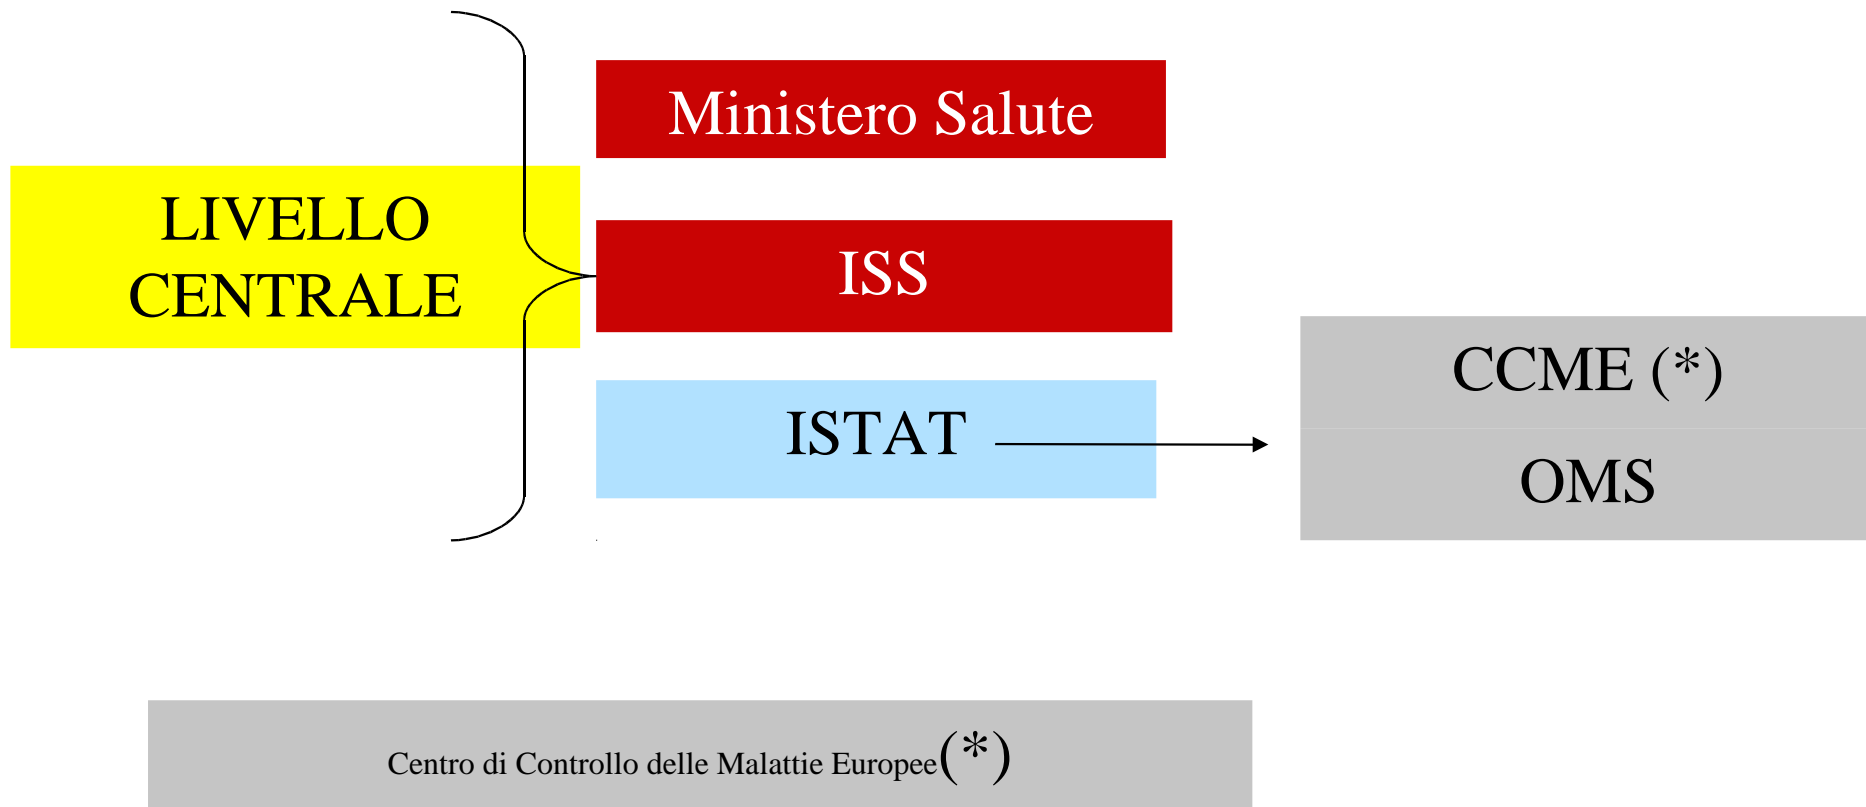 Ministero Salute
LIVELLO
CENTRALE
ISS
CCME (*)
ISTAT
OMS
Centro di Controllo delle Malattie Europee(*)